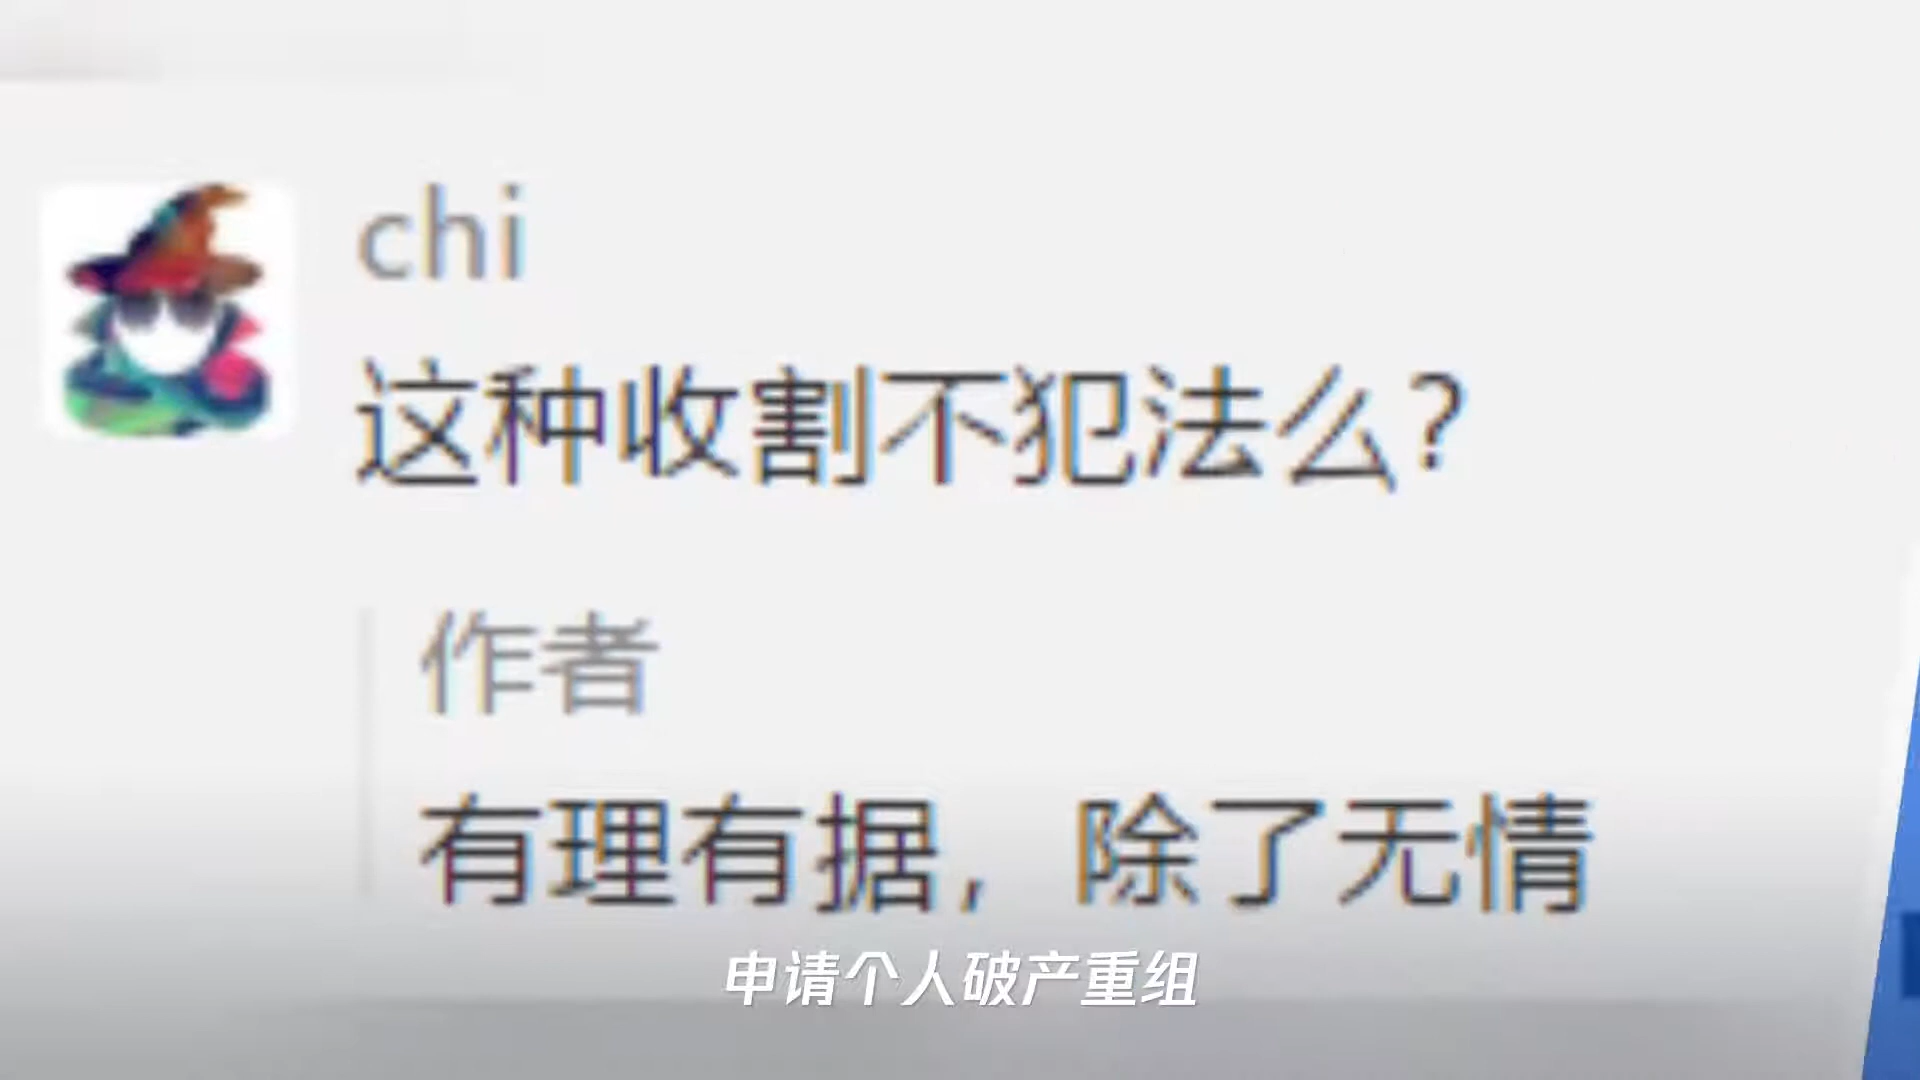 chi
这种收割不犯法么?
作者
有理有据，除了无情
申请个人破产重组